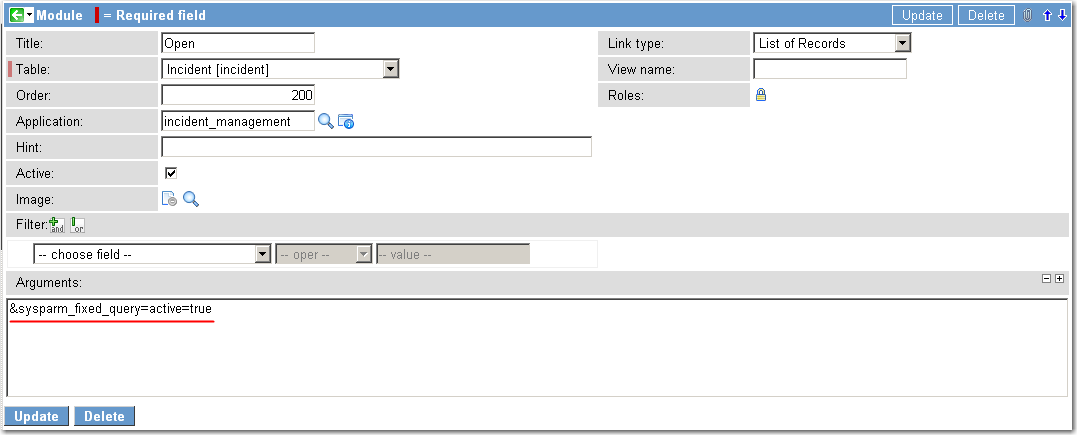 Module = Required field Update Delete
Title: Open Link type: List of Records
Table: Incident [incident] View name:
Order: 200 Roles:
Application: incident_management
Hint:
Active:
Image:
Filter: and or
-- choose field -- -- oper -- -- value --
Arguments:
&sysparm_fixed_query=active=true
Update Delete